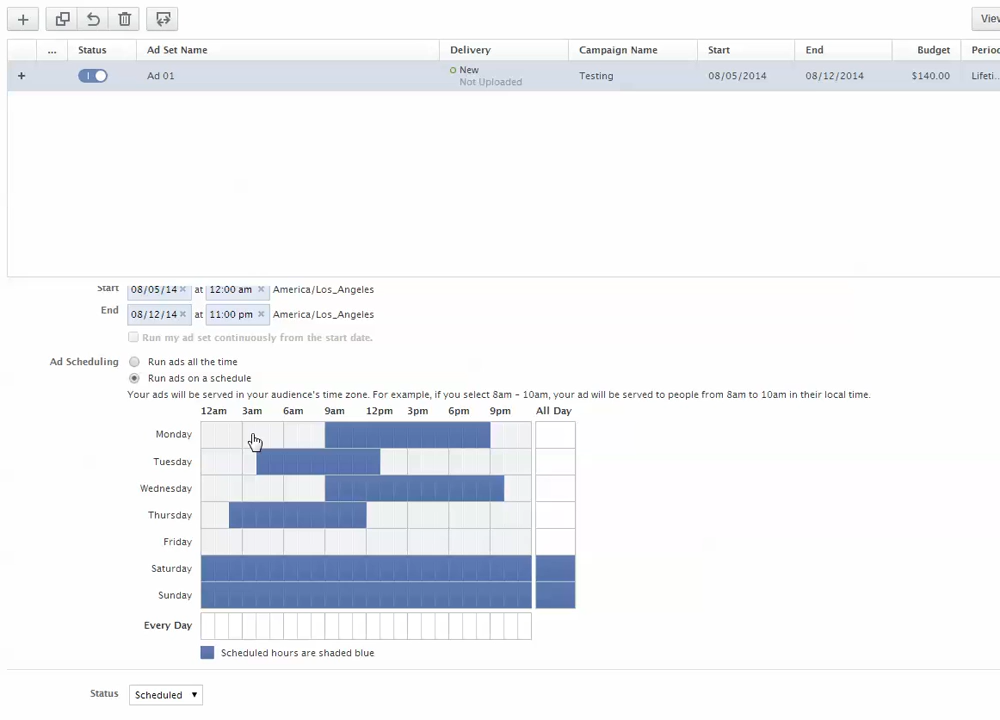 View
... Status Ad Set Name Delivery Campaign Name Start End Budget Perio
+ Ad 01 New Testing 08/05/2014 08/12/2014 $140.00 Lifeti...
Not Uploaded
Start 08/05/14 × at 12:00 am × America/Los_Angeles
End 08/12/14 × at 11:00 pm × America/Los_Angeles
Run my ad set continuously from the start date.
Ad Scheduling Run ads all the time
Run ads on a schedule
Your ads will be served in your audience's time zone. For example, if you select 8am - 10am, your ad will be served to people from 8am to 10am in their local time.
12am 3am 6am 9am 12pm 3pm 6pm 9pm All Day
Monday
Tuesday
Wednesday
Thursday
Friday
Saturday
Sunday
Every Day
Scheduled hours are shaded blue
Status Scheduled ▼